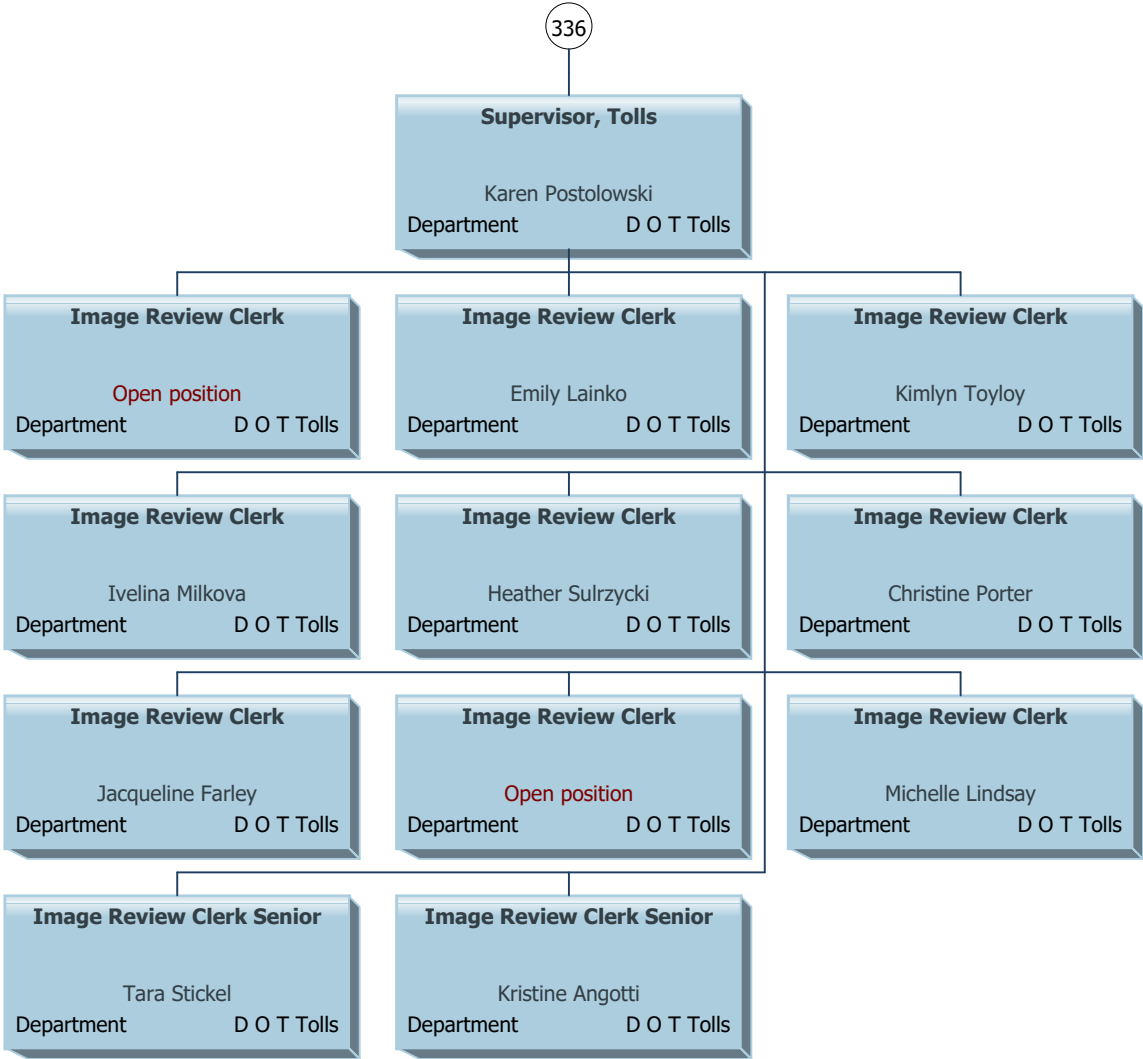 336
Supervisor, Tolls
Karen Postolowski
Department D O T Tolls
Image Review Clerk
Open position
Department D O T Tolls
Image Review Clerk
Emily Lainko
Department D O T Tolls
Image Review Clerk
Kimlyn Toyloy
Department D O T Tolls
Image Review Clerk
Ivelina Milkova
Department D O T Tolls
Image Review Clerk
Heather Sulrzycki
Department D O T Tolls
Image Review Clerk
Christine Porter
Department D O T Tolls
Image Review Clerk
Jacqueline Farley
Department D O T Tolls
Image Review Clerk
Open position
Department D O T Tolls
Image Review Clerk
Michelle Lindsay
Department D O T Tolls
Image Review Clerk Senior
Tara Stickel
Department D O T Tolls
Image Review Clerk Senior
Kristine Angotti
Department D O T Tolls